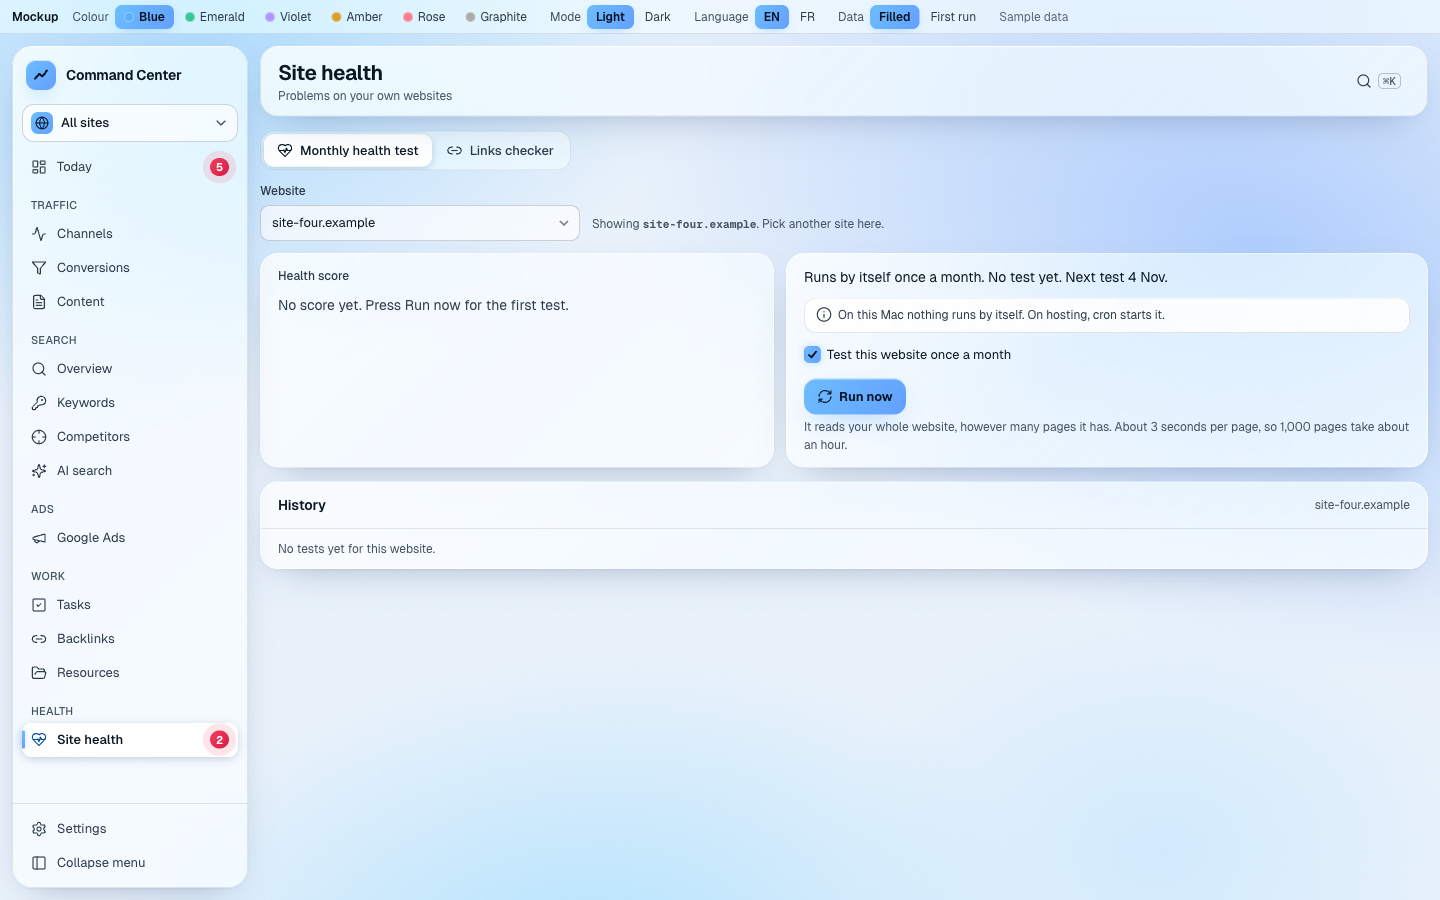 Mockup Colour Blue Emerald Violet Amber Rose Graphite Mode Light Dark Language EN FR Data Filled First run Sample data
Command Center
All sites
Today 5
TRAFFIC
Channels
Conversions
Content
SEARCH
Overview
Keywords
Competitors
AI search
ADS
Google Ads
WORK
Tasks
Backlinks
Resources
HEALTH
Site health 2
Settings
Collapse menu
Site health
Problems on your own websites
⌘K
Monthly health test Links checker
Website
site-four.example Showing site-four.example. Pick another site here.
Health score
No score yet. Press Run now for the first test.
Runs by itself once a month. No test yet. Next test 4 Nov.
On this Mac nothing runs by itself. On hosting, cron starts it.
Test this website once a month
Run now
It reads your whole website, however many pages it has. About 3 seconds per page, so 1,000 pages take about
an hour.
History site-four.example
No tests yet for this website.